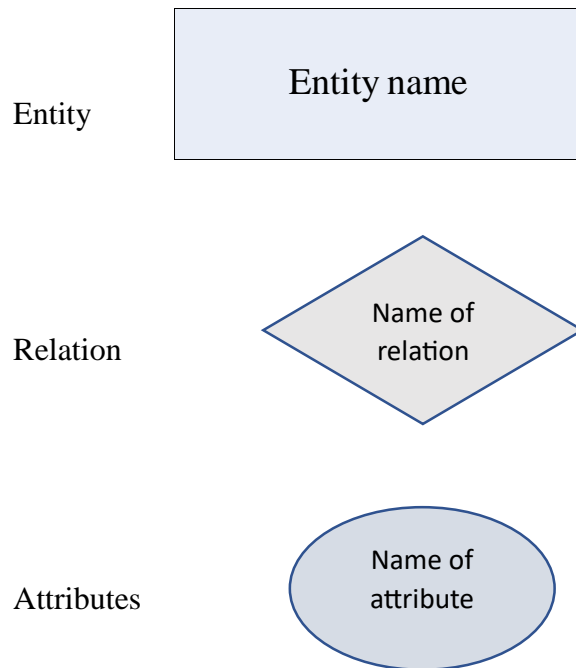 Entity name
Entity
Name of
relation
Relation
Name of
attribute
Attributes